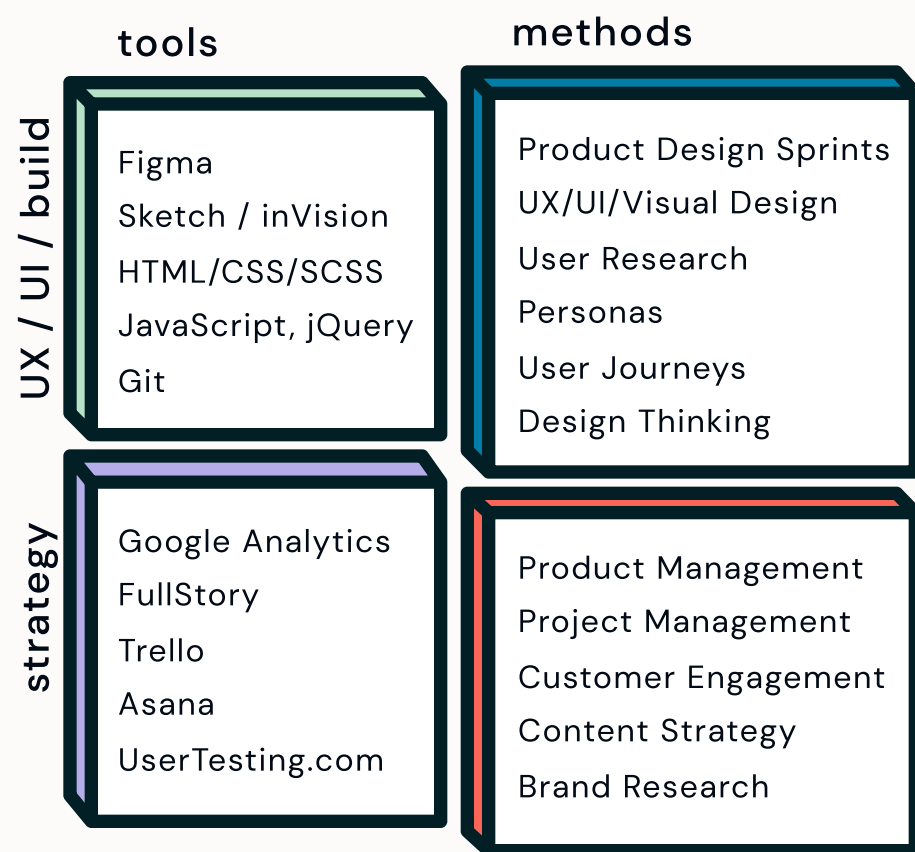 tools
methods
UX / UI / build
Figma
Sketch / inVision
HTML/CSS/SCSS
JavaScript, jQuery
Git
Product Design Sprints
UX/UI/Visual Design
User Research
Personas
User Journeys
Design Thinking
strategy
Google Analytics
FullStory
Trello
Asana
UserTesting.com
Product Management
Project Management
Customer Engagement
Content Strategy
Brand Research